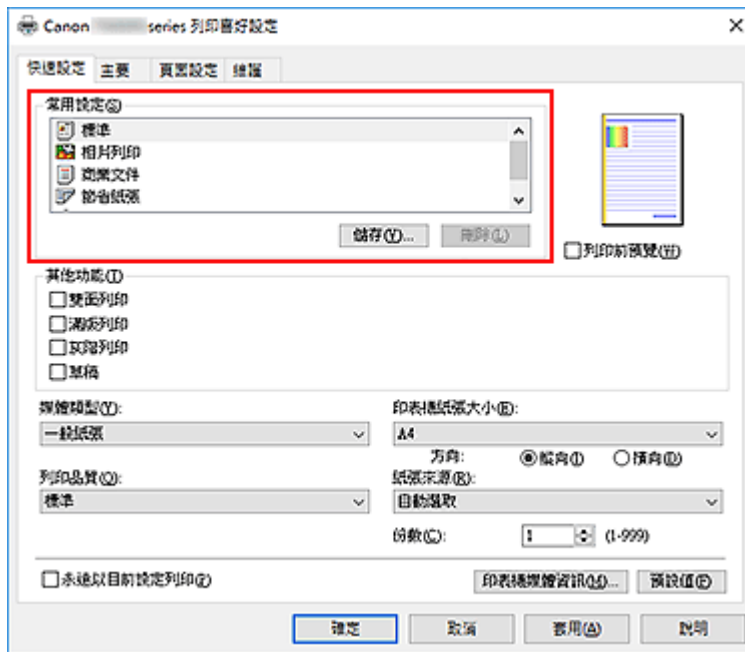 Canon series 列印喜好設定
快速設定 主要 頁面設定 維護
常用設定(S)
標準
相片列印
商業文件
節省紙張
儲存(Y)... 刪除(L)
列印前預覽(W)
其他功能(T)
雙面列印
滿版列印
灰階列印
草稿
媒體類型(Y):
一般紙張
印表機紙張大小(E):
A4
方向: 縱向(I) 橫向(D)
列印品質(Q):
標準
紙張來源(R):
自動選取
份數(C): 1 (1-999)
永遠以目前設定列印(Z)
印表機媒體資訊(M)... 預設值(F)
確定 取消 套用(A) 說明